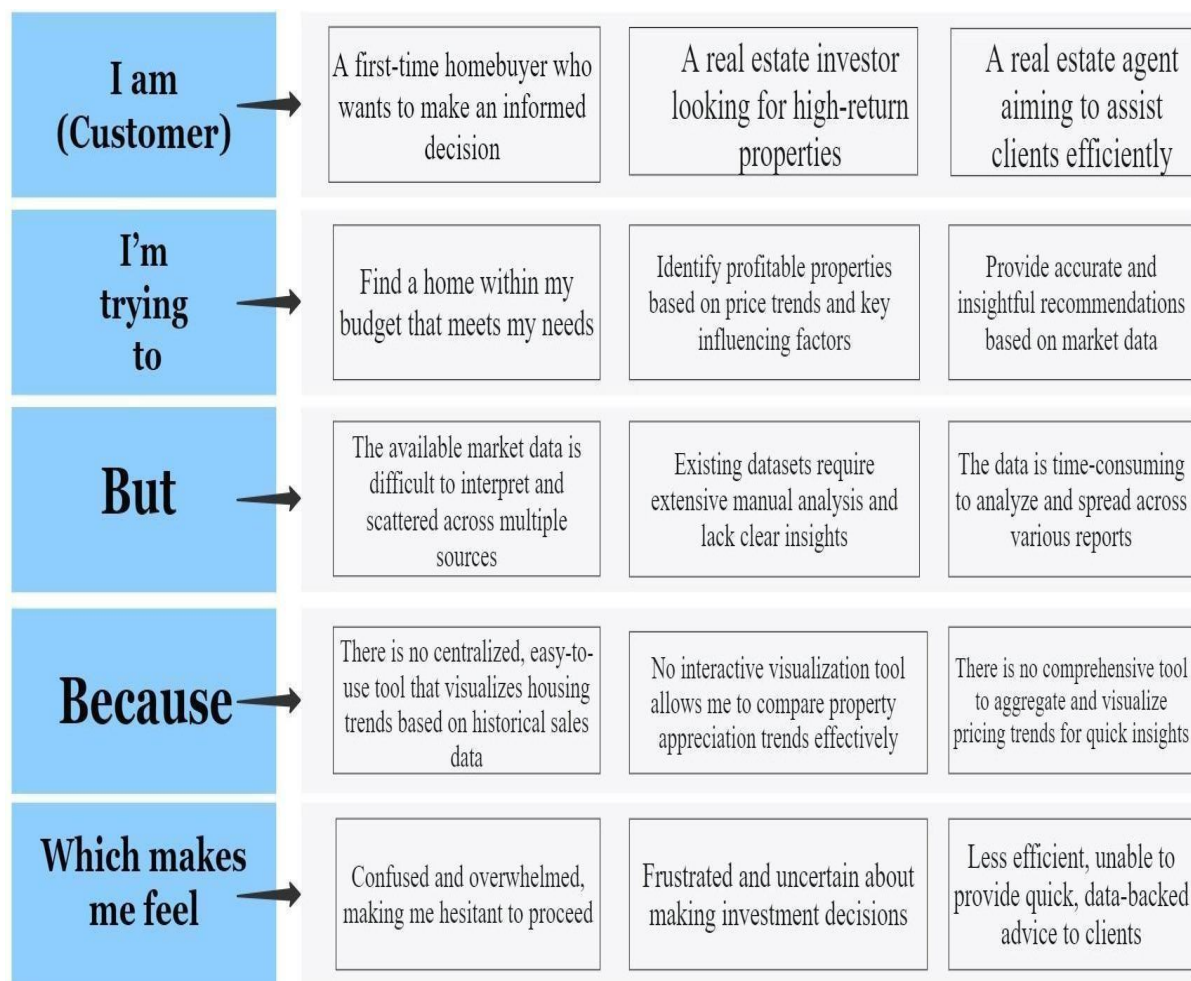 I am
(Customer)
A first-time homebuyer who
wants to make an informed
decision
A real estate investor
looking for high-return
properties
A real estate agent
aiming to assist
clients efficiently
I'm
trying
to
Find a home within my
budget that meets my needs
Identify profitable properties
based on price trends and key
influencing factors
Provide accurate and
insightful recommendations
based on market data
But
The available market data is
difficult to interpret and
scattered across multiple
sources
Existing datasets require
extensive manual analysis and
lack clear insights
The data is time-consuming
to analyze and spread across
various reports
Because
There is no centralized, easy-to-
use tool that visualizes housing
trends based on historical sales
data
No interactive visualization tool
allows me to compare property
appreciation trends effectively
There is no comprehensive tool
to aggregate and visualize
pricing trends for quick insights
Which makes
me feel
Confused and overwhelmed,
making me hesitant to proceed
Frustrated and uncertain about
making investment decisions
Less efficient, unable to
provide quick, data-backed
advice to clients